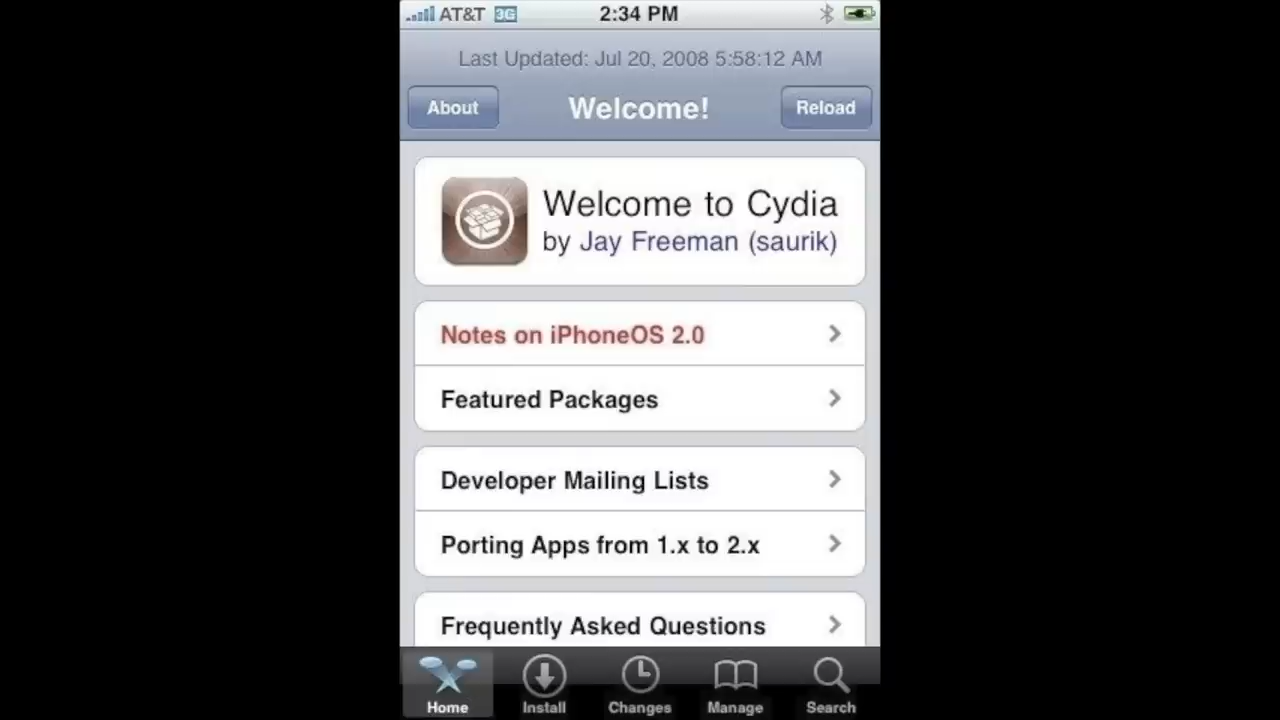 AT&T 3G 2:34 PM
Last Updated: Jul 20, 2008 5:58:12 AM
About Welcome! Reload
Welcome to Cydia
by Jay Freeman (saurik)
Notes on iPhoneOS 2.0
Featured Packages
Developer Mailing Lists
Porting Apps from 1.x to 2.x
Frequently Asked Questions
Home Install Changes Manage Search